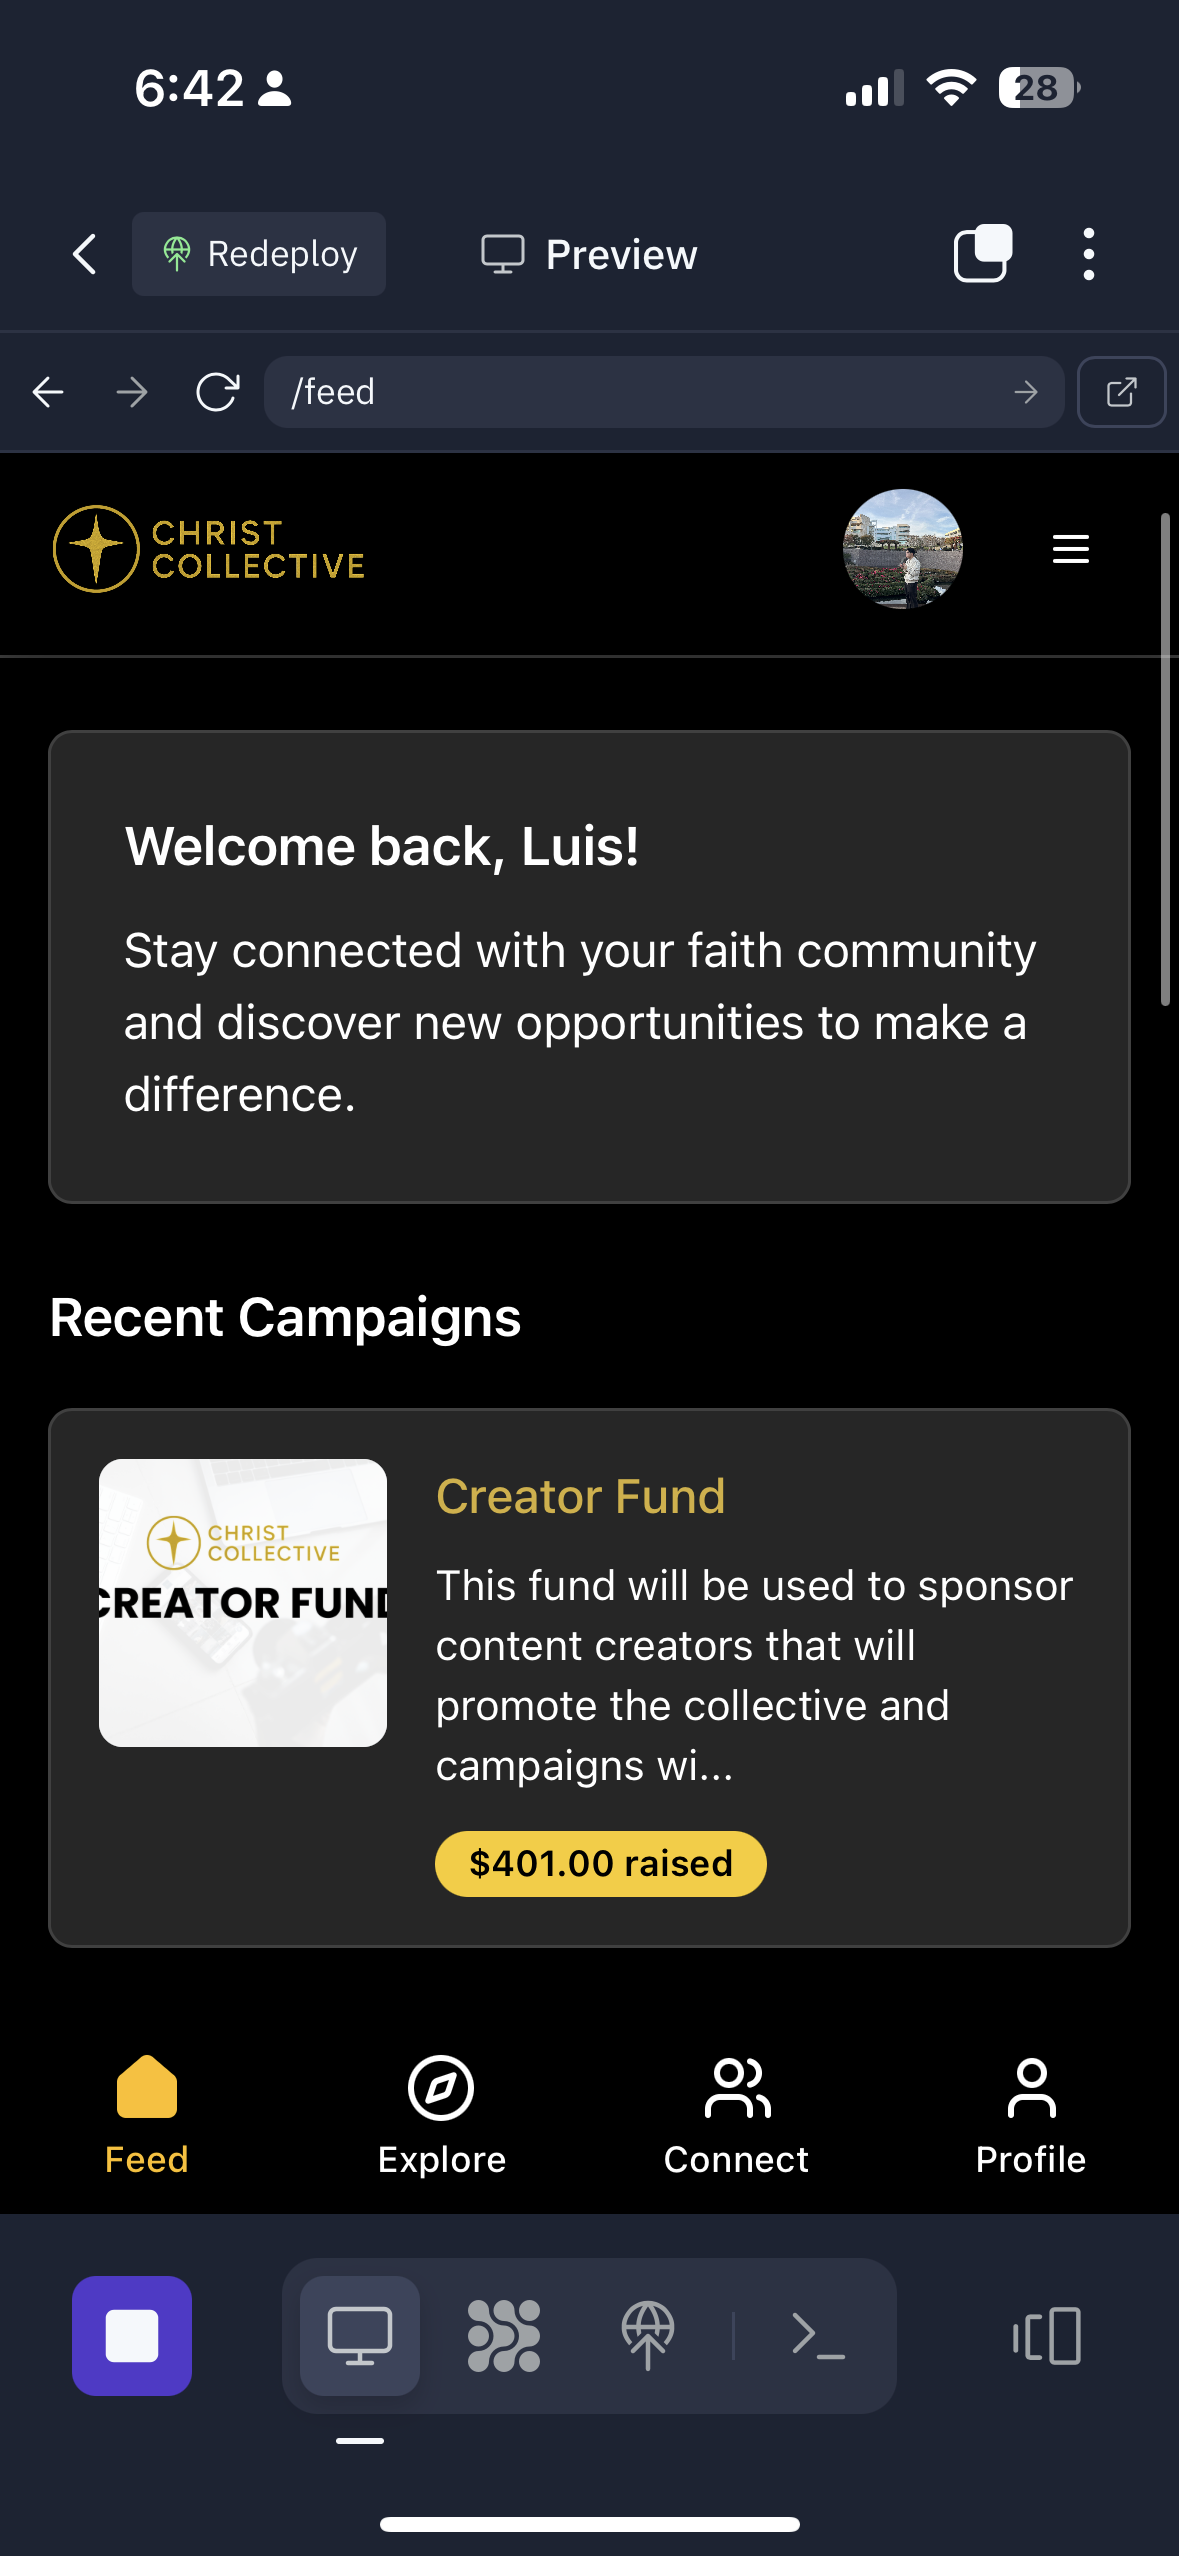 6:42
28
Redeploy
Preview
/feed
CHRIST
COLLECTIVE
Welcome back, Luis!
Stay connected with your faith community
and discover new opportunities to make a
difference.
Recent Campaigns
CHRIST
COLLECTIVE
CREATOR FUND
Creator Fund
This fund will be used to sponsor
content creators that will
promote the collective and
campaigns wi...
$401.00 raised
Feed
Explore
Connect
Profile